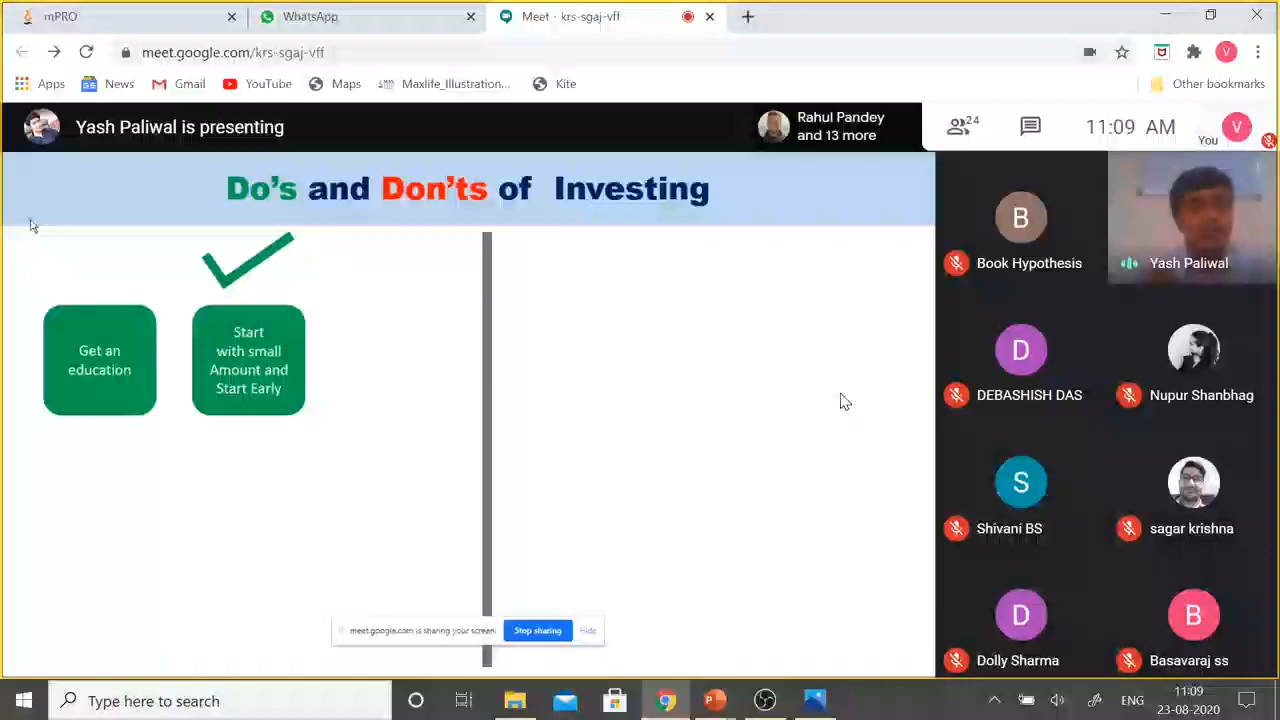 mPRO
WhatsApp
Meet - krs-sgaj-vff
meet.google.com/krs-sgaj-vff
V
Apps
News
Gmail
YouTube
Maps
Maxlife_Illustration...
Kite
Other bookmarks
Yash Paliwal is presenting
Rahul Pandey
and 13 more
24
11:09 AM
You
V
Do's and Don'ts of Investing
Get an
education
Start
with small
Amount and
Start Early
B
Book Hypothesis
Yash Paliwal
D
DEBASHISH DAS
Nupur Shanbhag
S
Shivani BS
sagar krishna
D
Dolly Sharma
B
Basavaraj ss
meet.google.com is sharing your screen.
Stop sharing
Hide
Type here to search
ENG
11:09
23-08-2020